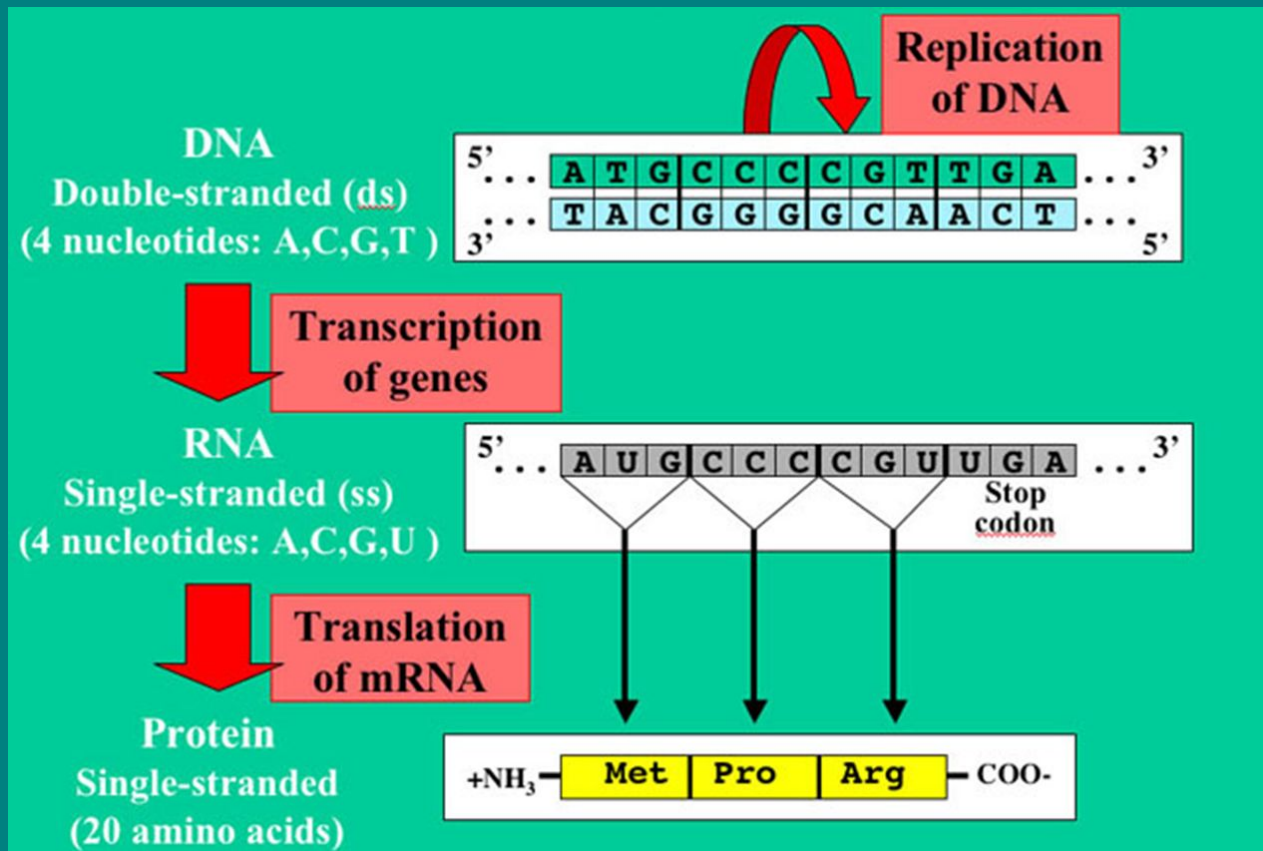 Replication
of DNA
DNA
Double-stranded (ds)
(4 nucleotides: A,C,G,T )
5’... A T G C C C C G T T G A ...3’
... T A C G G G G C A A C T ...
3’ 5’
Transcription
of genes
RNA
Single-stranded (ss)
(4 nucleotides: A,C,G,U )
5’... A U G C C C C G U U G A ...3’
Stop
codon
Translation
of mRNA
Protein
Single-stranded
(20 amino acids)
+NH3 Met Pro Arg COO-